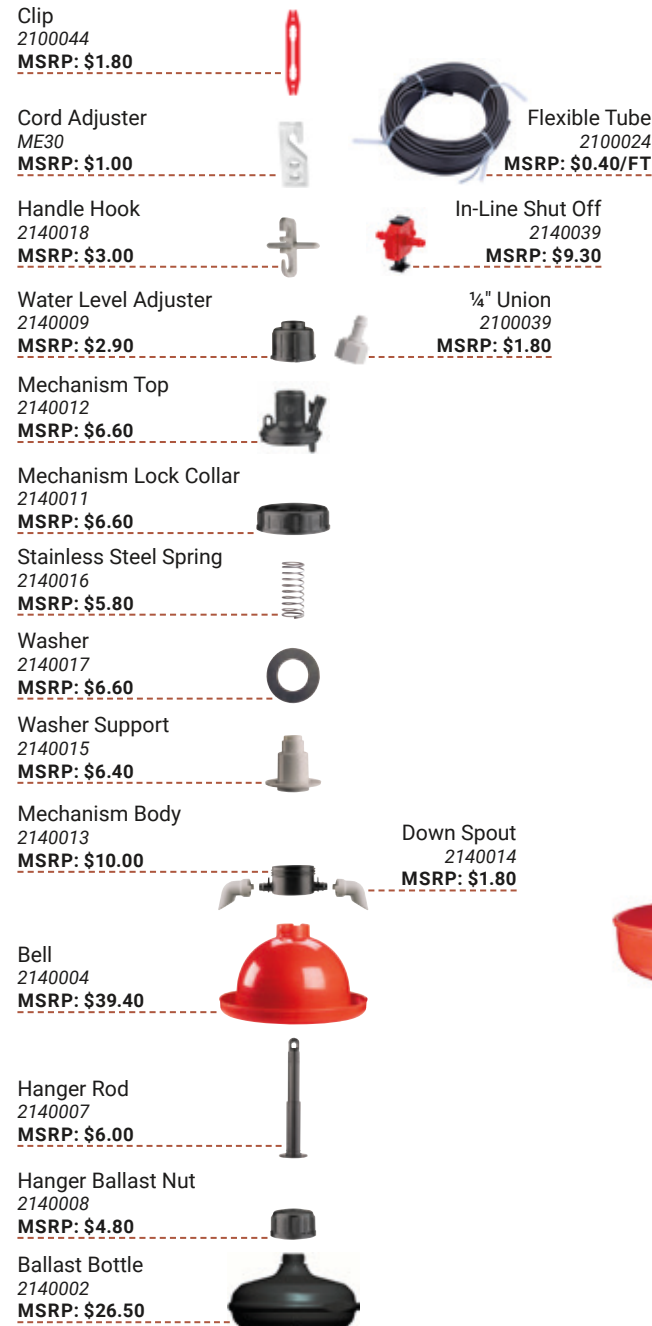 Clip
2100044
MSRP: $1.80
Cord Adjuster
ME30
MSRP: $1.00
Flexible Tube
2100024
MSRP: $0.40/FT
Handle Hook
2140018
MSRP: $3.00
In-Line Shut Off
2140039
MSRP: $9.30
Water Level Adjuster
2140009
MSRP: $2.90
¼" Union
2100039
MSRP: $1.80
Mechanism Top
2140012
MSRP: $6.60
Mechanism Lock Collar
2140011
MSRP: $6.60
Stainless Steel Spring
2140016
MSRP: $5.80
Washer
2140017
MSRP: $6.60
Washer Support
2140015
MSRP: $6.40
Mechanism Body
2140013
MSRP: $10.00
Down Spout
2140014
MSRP: $1.80
Bell
2140004
MSRP: $39.40
Hanger Rod
2140007
MSRP: $6.00
Hanger Ballast Nut
2140008
MSRP: $4.80
Ballast Bottle
2140002
MSRP: $26.50